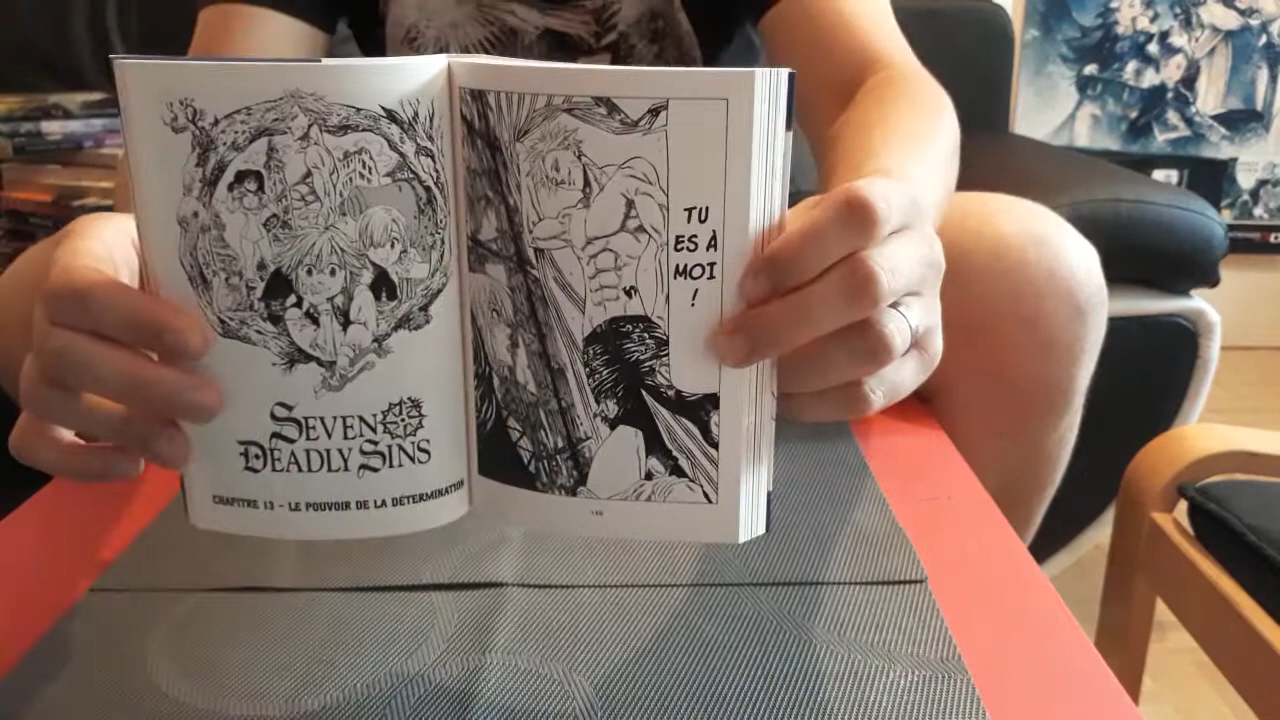 SEVEN
DEADLY SINS
CHAPITRE 13 - LE POUVOIR DE LA DÉTERMINATION
TU
ES À
MOI
!